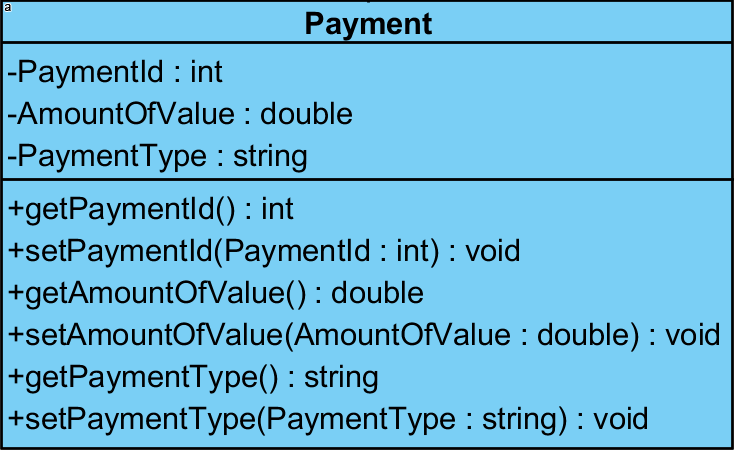 a
Payment
-PaymentId : int
-AmountOfValue : double
-PaymentType : string
+getPaymentId() : int
+setPaymentId(PaymentId : int) : void
+getAmountOfValue() : double
+setAmountOfValue(AmountOfValue : double) : void
+getPaymentType() : string
+setPaymentType(PaymentType : string) : void